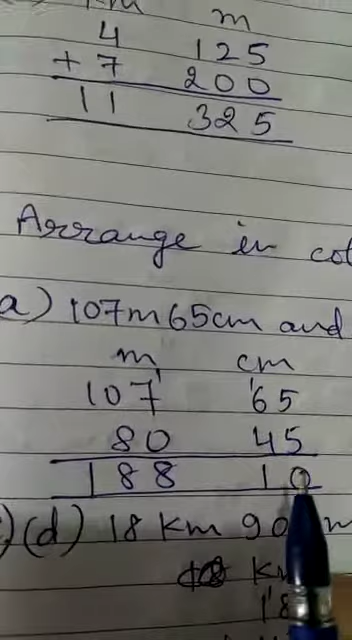 Km m
4 125
+ 7 200
11 325
Arrange in col
a) 107m 65cm and
m cm
107 65
80 45
188 10
(d) 18 Km 90 m
K
18